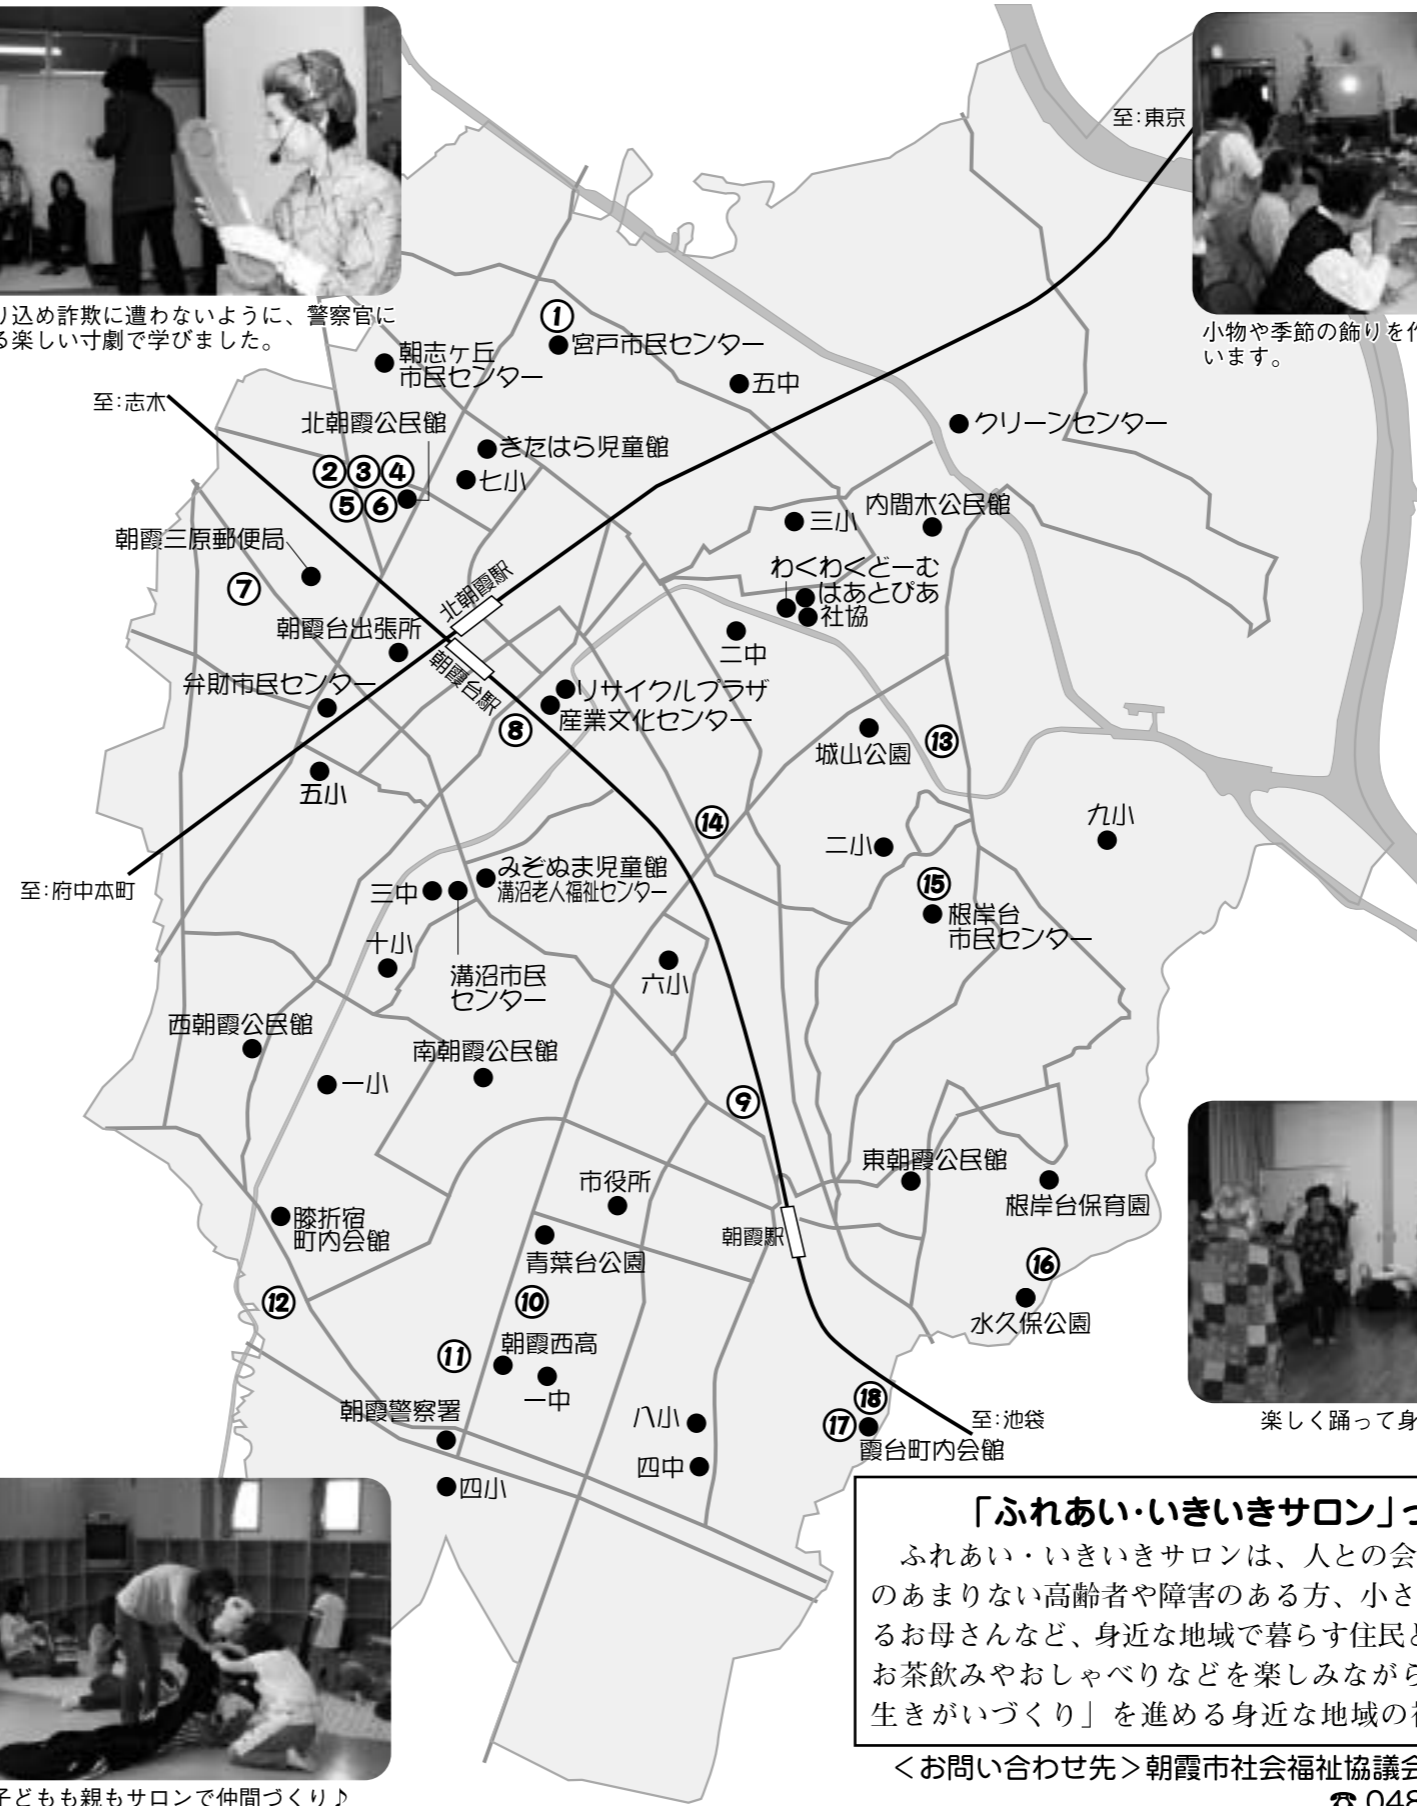 り込め詐欺に遭わないように、警察官に
る楽しい寸劇で学びました。
小物や季節の飾りを作
います。
至:東京
①
宮戸市民センター
朝志ヶ丘
市民センター
五中
至:志木
北朝霞公民館
クリーンセンター
きたはら児童館
②③④
⑤⑥
七小
内間木公民館
三小
朝霞三原郵便局
⑦
わくわくどーむ
はあとぴあ
社協
北朝霞駅
朝霞台出張所
二中
朝霞台駅
弁財市民センター
リサイクルプラザ
産業文化センター
⑧
城山公園
⑬
五小
⑭
九小
二小
至:府中本町
みぞぬま児童館
溝沼老人福祉センター
三中
⑮
根岸台
市民センター
十小
溝沼市民
センター
六小
西朝霞公民館
南朝霞公民館
一小
⑨
東朝霞公民館
市役所
根岸台保育園
膝折宿
町内会館
朝霞駅
青葉台公園
⑯
⑫
⑩
水久保公園
朝霞西高
⑪
一中
朝霞警察署
八小
⑱
⑰
至:池袋
霞台町内会館
四中
四小
楽しく踊って身
「ふれあい・いきいきサロン」っ
ふれあい・いきいきサロンは、人との会
のあまりない高齢者や障害のある方、小さ
るお母さんなど、身近な地域で暮らす住民と
お茶飲みやおしゃべりなどを楽しみながら
生きがいづくり」を進める身近な地域の
＜お問い合わせ先＞朝霞市社会福祉協議会
☎ 048
子どもも親もサロンで仲間づくり♪